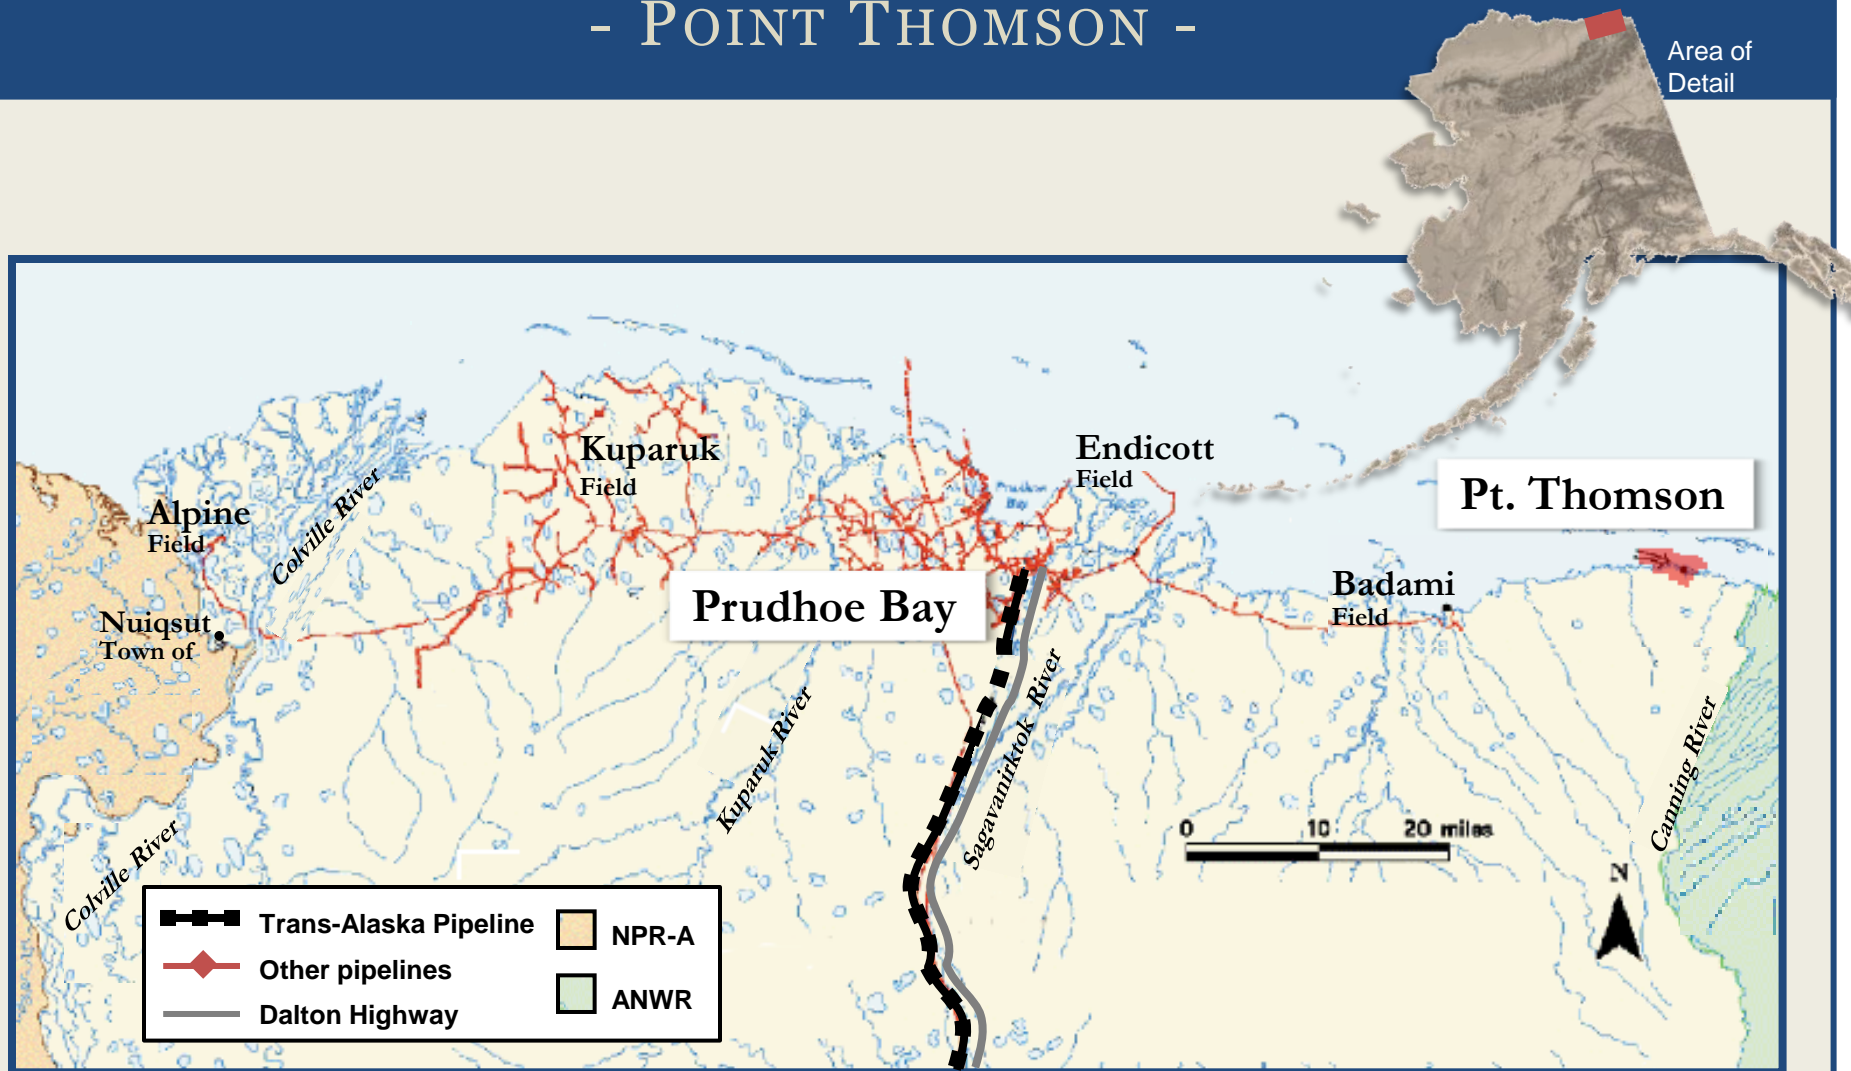 - POINT THOMSON -
Area of
Detail
Kuparuk
Field
Endicott
Field
Pt. Thomson
Prudhoe
Bay
Alpine
Field
Colville River
Badami
Field
Prudhoe Bay
Nuiqsut
Town of
Kuparuk River
Sagavanirktok River
Canning River
0 10 20 miles
Colville River
N
Trans-Alaska Pipeline
Other pipelines
Dalton Highway
NPR-A
ANWR